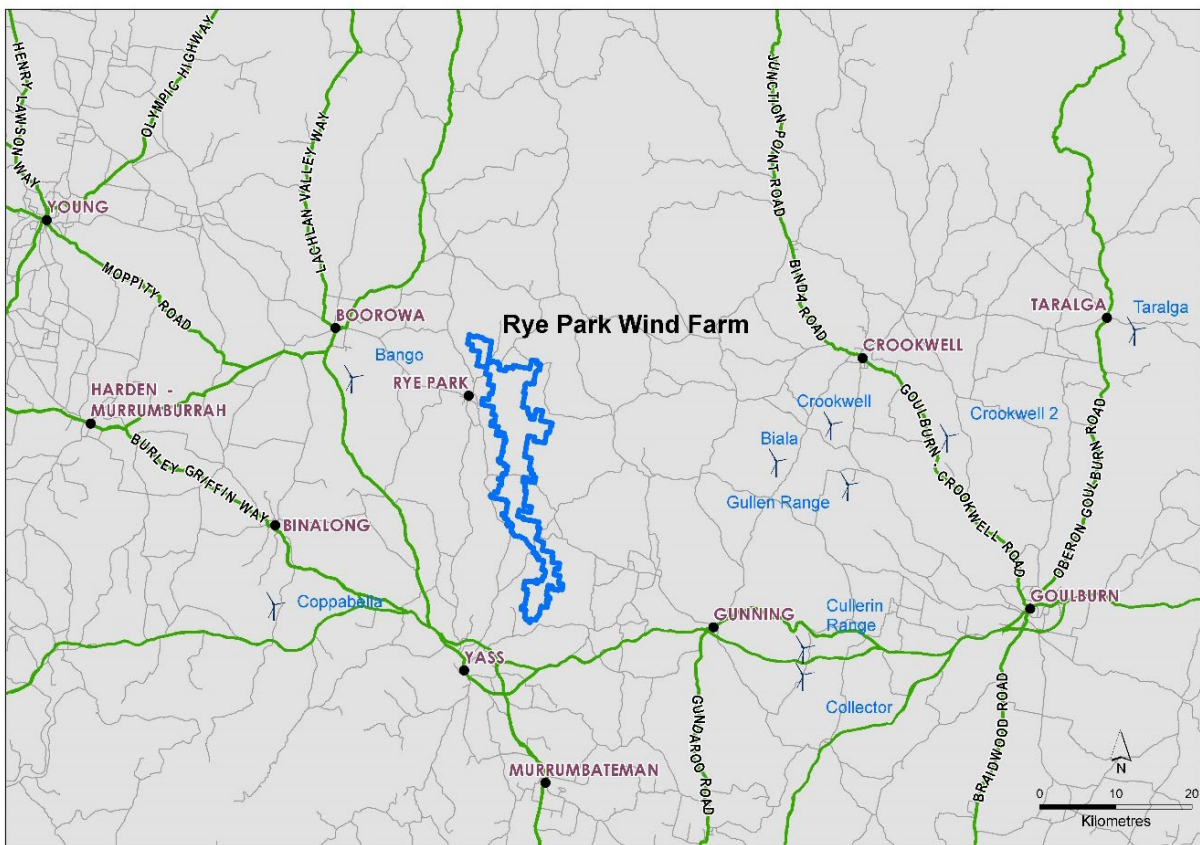 HENRY LAWSON WAY
OLYMPIC HIGHWAY
LACHLAN VALLEY WAY
JUNCTION POINT ROAD
YOUNG
MOPPITY ROAD
BINDA ROAD
BOOROWA
Rye Park Wind Farm
TARALGA
Taralga
Bango
CROOKWELL
RYE PARK
HARDEN -
MURRUMBURRAH
Crookwell
GOULBURN - CROOKWELL ROAD
Crookwell 2
OBERON GOULBURN ROAD
BURLEY GRIFFIN WAY
Biala
Gullen Range
BINALONG
Coppabella
GUNNING
Cullerin
Range
GOULBURN
YASS
GUNDAROO ROAD
Collector
BRAIDWOOD ROAD
MURRUMBATEMAN
N
0 10 20
Kilometres